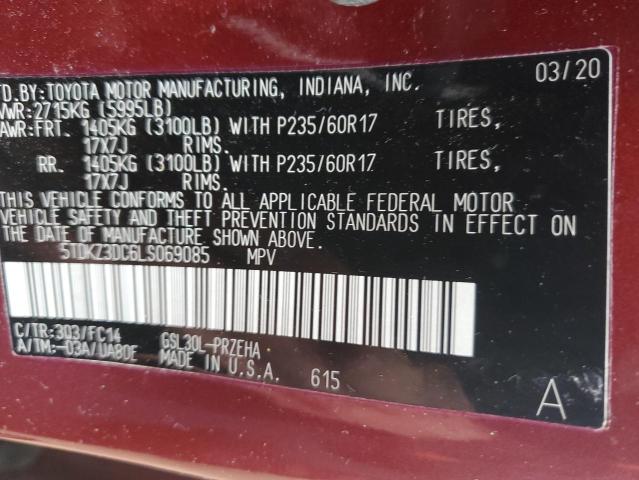 FD.BY:TOYOTA MOTOR MANUFACTURING, INDIANA, INC. 03/20
VWR:2715KG (5995LB)
AWR:FRT. 1405KG (3100LB) WITH P235/60R17 TIRES,
17X7J RIMS.
RR. 1405KG (3100LB) WITH P235/60R17 TIRES,
17X7J RIMS.
THIS VEHICLE CONFORMS TO ALL APPLICABLE FEDERAL MOTOR
VEHICLE SAFETY AND THEFT PREVENTION STANDARDS IN EFFECT ON
THE DATE OF MANUFACTURE SHOWN ABOVE.
5TDKZ3DC6LS069085 MPV
C/TR:303/FC14 GSL30L-PRZEHA
A/TM:-03A/UA80E MADE IN U.S.A. 615
A